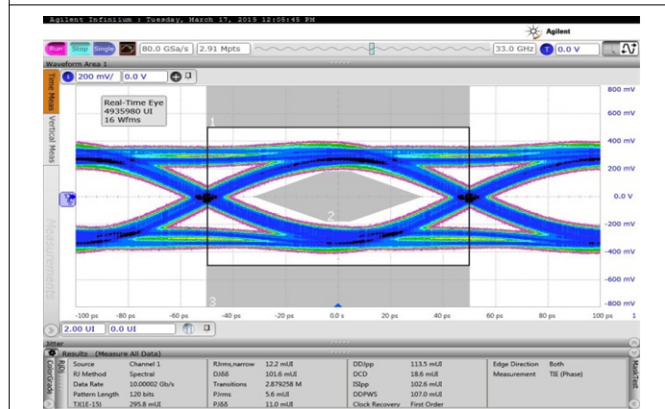 Agilent Infiniium : Tuesday, March 17, 2015 12:05:45 PM
Agilent
Run Stop Single 80.0 GSa/s 2.91 Mpts 33.0 GHz T 0.0 V
Waveform Area 1
1 200 mV/ 0.0 V
Time Meas
Vertical Meas
Measurements
Real-Time Eye
4935980 UI
16 Wfms
800 mV
600 mV
400 mV
200 mV
0.0 V
-200 mV
-400 mV
-600 mV
-800 mV
1
2
3
-100 ps -80 ps -60 ps -40 ps -20 ps 0.0 s 20 ps 40 ps 60 ps 80 ps 100 ps 1
2.00 UI 0.0 UI
Jitter
Results (Measure All Data)
ColorGrade
RJDJ
MaskTest
Source Channel 1 RJrms,narrow 12.2 mUI DDJpp 113.5 mUI Edge Direction Both
RJ Method Spectral DJδδ 101.6 mUI DCD 18.6 mUI Measurement TIE (Phase)
Data Rate 10.00002 Gb/s Transitions 2.879258 M ISIpp 102.6 mUI
Pattern Length 120 bits PJrms 5.6 mUI DDPWS 107.0 mUI
TJ(1E-15) 295.8 mUI PJδδ 11.0 mUI Clock Recovery First Order